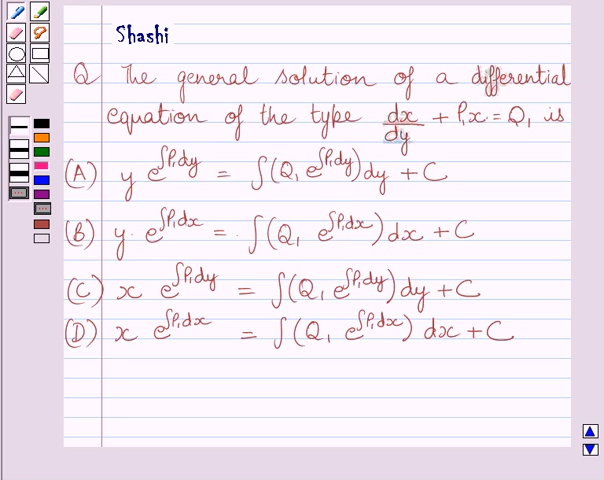 Shashi
Q The general solution of a differential
equation of the type dx/dy + P₁x = Q₁ is
(A) y e^∫P₁dy = ∫(Q₁ e^∫P₁dy) dy + C
(B) y. e^∫P₁dx = ∫(Q₁ e^∫P₁dx) dx + C
(C) x e^∫P₁dy = ∫(Q₁ e^∫P₁dy) dy + C
(D) x e^∫P₁dx = ∫(Q₁ e^∫P₁dx) dx + C